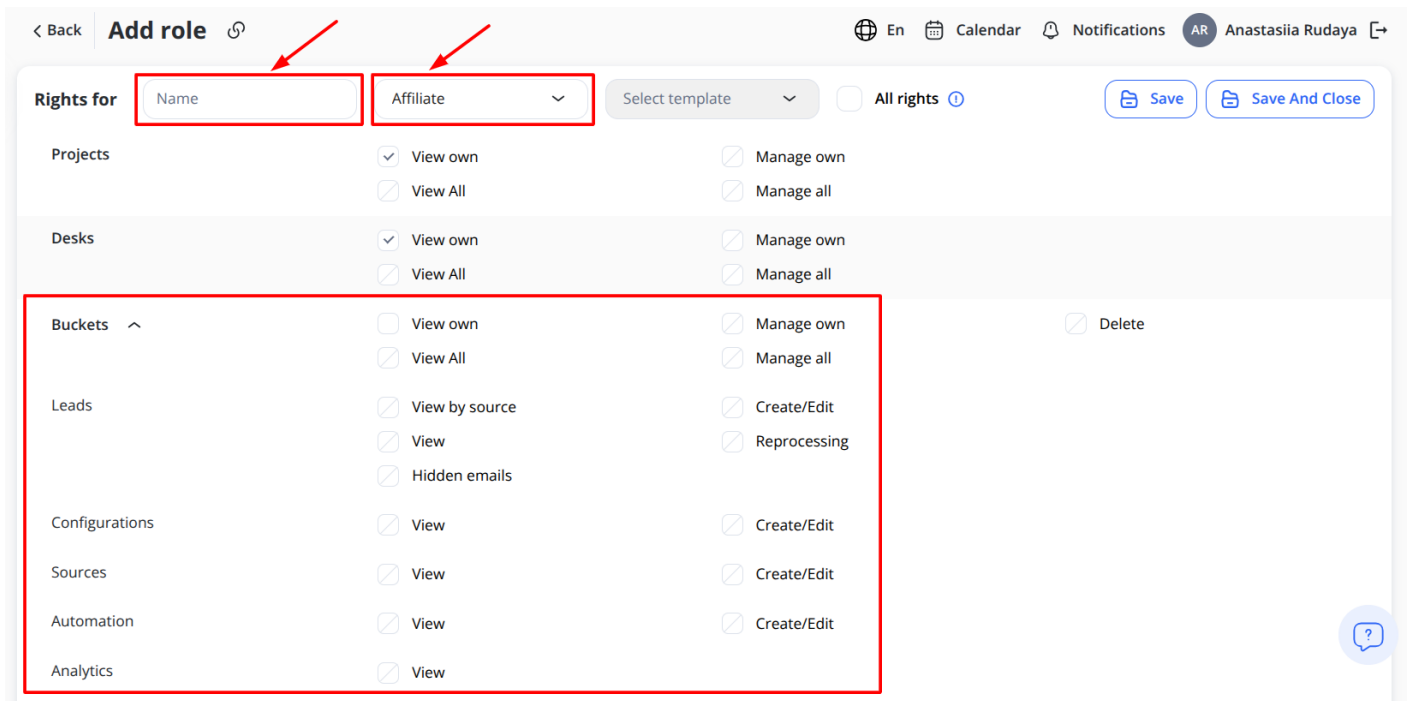 Back Add role En Calendar Notifications AR Anastasiia Rudaya
Rights for Name Affiliate Select template All rights Save Save And Close
Projects View own Manage own
View All Manage all
Desks View own Manage own
View All Manage all
Buckets View own Manage own Delete
View All Manage all
Leads View by source Create/Edit
View Reprocessing
Hidden emails
Configurations View Create/Edit
Sources View Create/Edit
Automation View Create/Edit
Analytics View